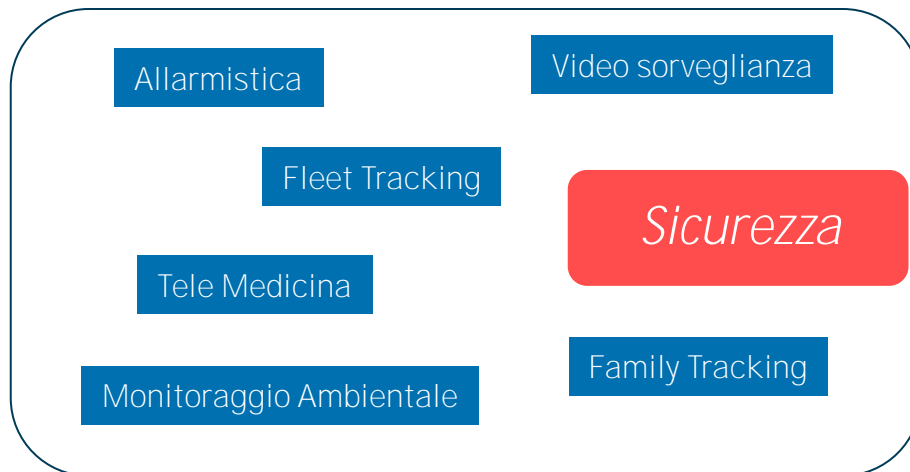 Allarmistica
Video sorveglianza
Fleet Tracking
Sicurezza
Tele Medicina
Family Tracking
Monitoraggio Ambientale